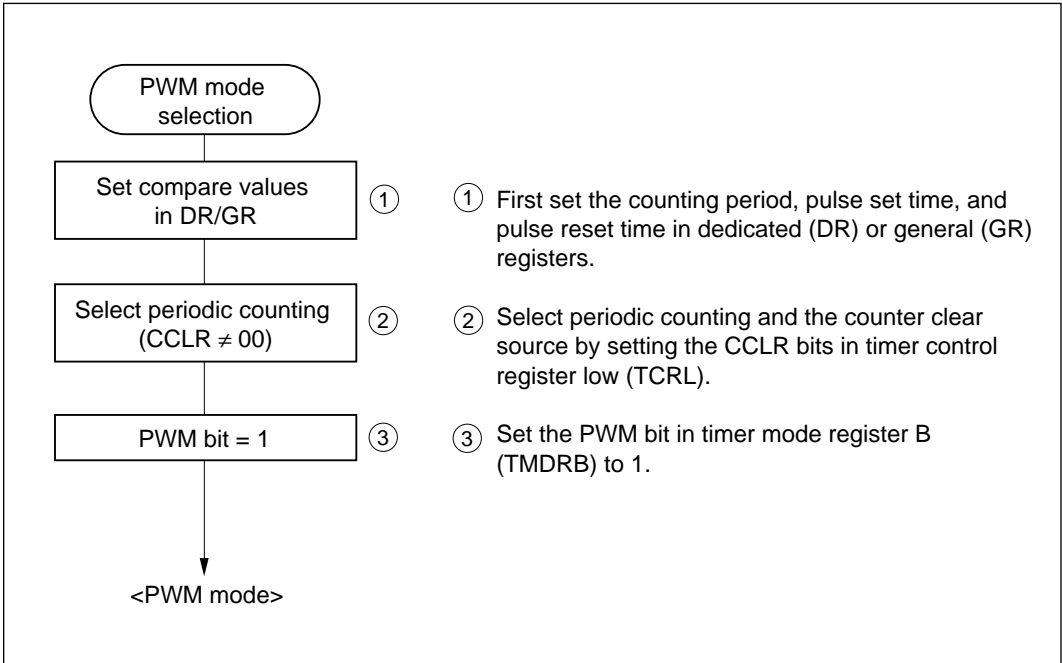 PWM mode
selection
Set compare values
in DR/GR
①
① First set the counting period, pulse set time, and
pulse reset time in dedicated (DR) or general (GR)
registers.
Select periodic counting
(CCLR ≠ 00)
②
② Select periodic counting and the counter clear
source by setting the CCLR bits in timer control
register low (TCRL).
PWM bit = 1
③
③ Set the PWM bit in timer mode register B
(TMDRB) to 1.
<PWM mode>